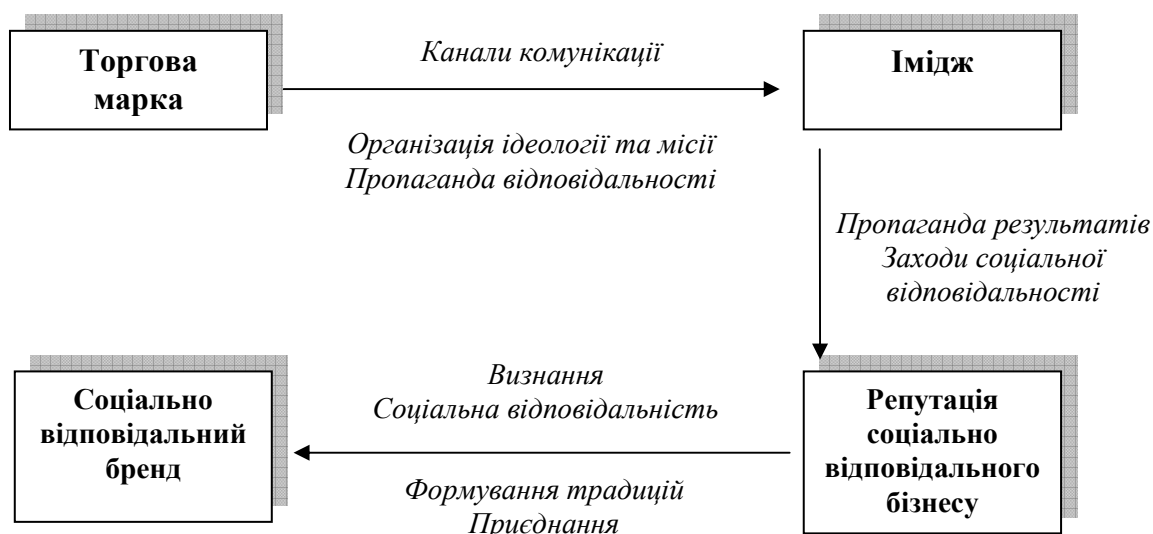 Торгова
марка
Канали комунікації
Організація ідеології та місії
Пропаганда відповідальності
Імідж
Пропаганда результатів
Заходи соціальної
відповідальності
Соціально
відповідальний
бренд
Визнання
Соціальна відповідальність
Формування традицій
Приєднання
Репутація
соціально
відповідального
бізнесу